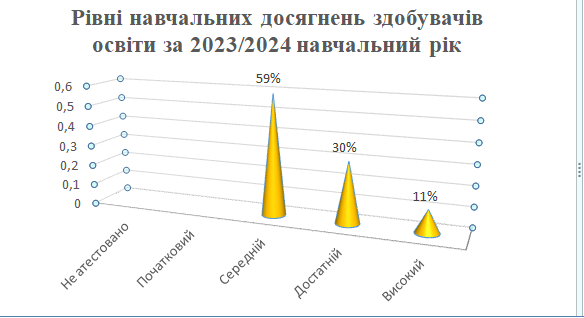 Рівні навчальних досягнень здобувачів
освіти за 2023/2024 навчальний рік
59%
30%
11%
0,6
0,5
0,4
0,3
0,2
0,1
0
Не атестовано
Початковий
Середній
Достатній
Високий